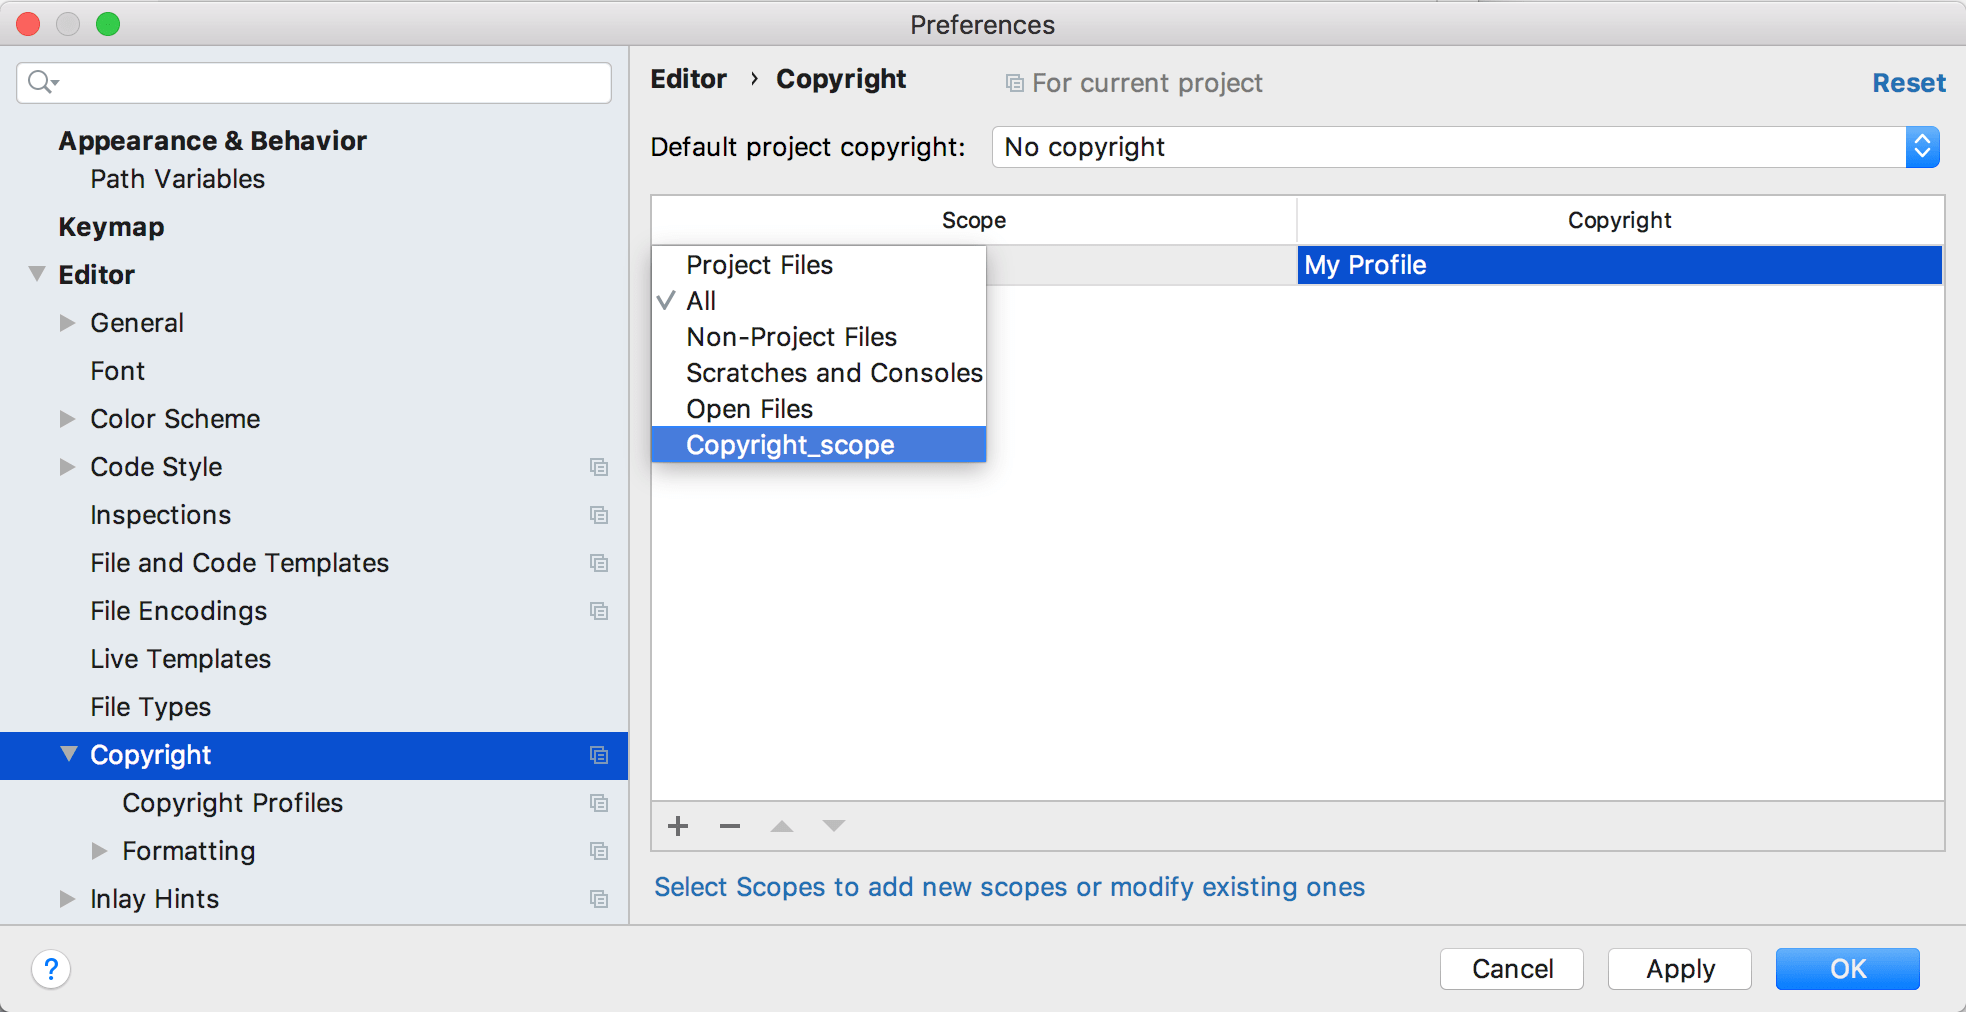 Preferences
Appearance & Behavior
Path Variables
Keymap
Editor
General
Font
Color Scheme
Code Style
Inspections
File and Code Templates
File Encodings
Live Templates
File Types
Copyright
Copyright Profiles
Formatting
Inlay Hints
Editor › Copyright For current project Reset
Default project copyright: No copyright
Scope Copyright
My Profile
Project Files
All
Non-Project Files
Scratches and Consoles
Open Files
Copyright_scope
Select Scopes to add new scopes or modify existing ones
? Cancel Apply OK